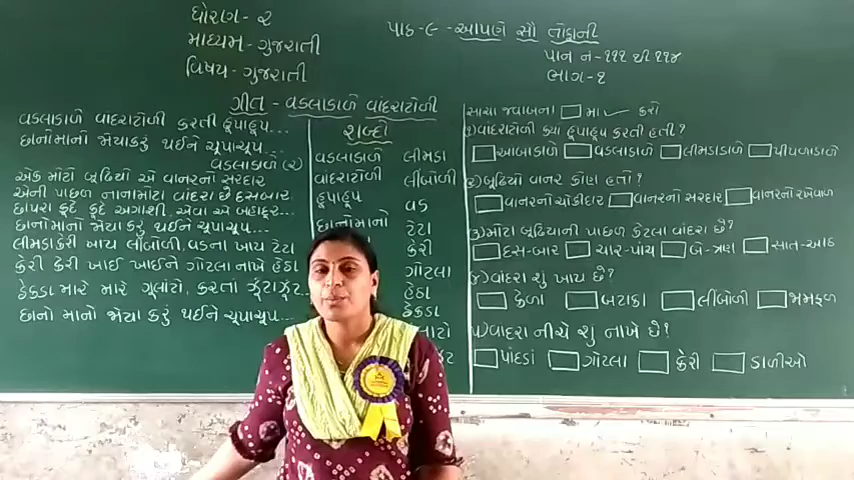 ધોરણ - ૨
માધ્યમ - ગુજરાતી
વિષય - ગુજરાતી
પાઠ-૯ - આપણે સૌ તોફાની
પાન નં - ૧૧૧ થી ૧૧૪
ભાગ-૧
ગીત - વડલાડાળે વાંદરાટોળી
વડલાડાળે વાંદરાટોળી કરતી હૂપાહૂપ...
છાનોમાનો જોયાકરું થઈને ચૂપાચૂપ...
વડલાડાળે (૨)
એક મોટો બૂઢિયો એ વાનરનો સરદાર
એની પાછળ નાનામોટા વાંદરા છે દસબાર
છાપરા કૂદે કૂદે અગાશી એવા એ બહાદુર...
છાનોમાનો જોયા કરું થઈને ચૂપાચૂપ...
લીમડાકેરી ખાય લીંબોળી, વડના ખાય ટેટા
કેરી કેરી ખાઈ ખાઈને ગોટલા નાખે હેઠા
ઠેકડા મારે મારે ગૂલાંટો, કરતાં ઝૂંટાઝૂંટ..
છાનો માનો જોયા કરું થઈને ચૂપાચૂપ...
શબ્દો
વડલાડાળે લીમડા
વાંદરાટોળી લીંબોળી
હૂપાહૂપ વડ
છાનોમાનો ટેટા
કેરી
ગોટલા
હેઠા
ઠેકડા
સાચા જવાબના □ મા ✓ કરો
૧) વાંદરાટોળી ક્યાં હૂપાહૂપ કરતી હતી?
□ આંબાડાળે □ વડલાડાળે □ લીમડાડાળે □ પીપળાડાળે
૨) બૂઢિયો વાનર કોણ હતો?
□ વાનરનો ચોકીદાર □ વાનરનો સરદાર □ વાનરનો રખેવાળ
૩) મોટા બૂઢિયાની પાછળ કેટલા વાંદરા છે?
□ દસ-બાર □ ચાર-પાંચ □ બે-ત્રણ □ સાત-આઠ
૪) વાંદરા શું ખાય છે?
□ કેળા □ બટાકા □ લીંબોળી □ જામફળ
૫) વાંદરા નીચે શુ નાખે છે?
□ પાંદડાં □ ગોટલા □ કેરી □ ડાળીઓ